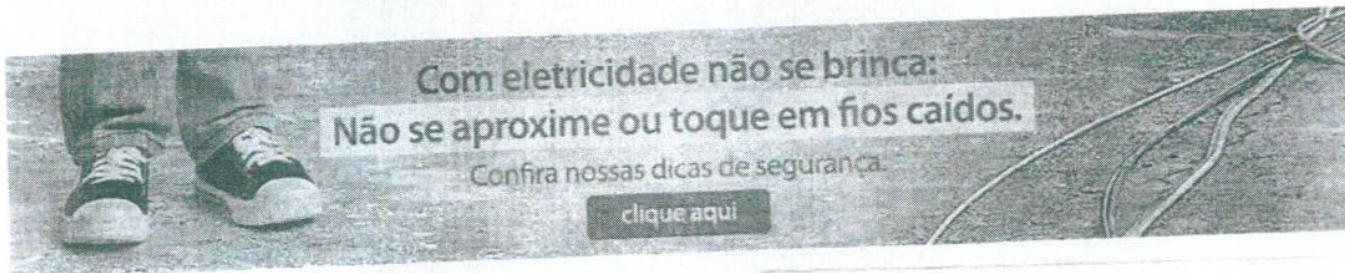 Com eletricidade não se brinca:
Não se aproxime ou toque em fios caídos.
Confira nossas dicas de segurança.
clique aqui